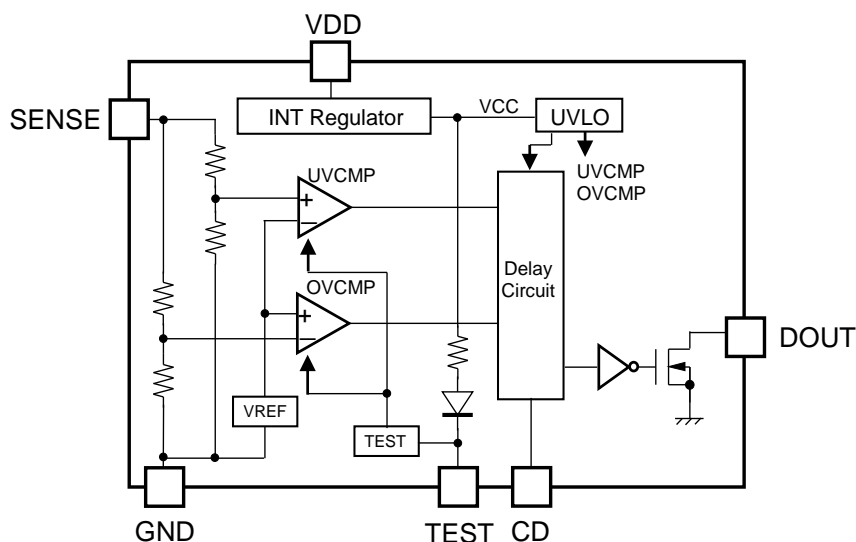 VDD
SENSE
INT Regulator
VCC
UVLO
UVCMP
OVCMP
UVCMP
+
−
Delay
Circuit
OVCMP
+
−
DOUT
VREF
TEST
GND
TEST
CD